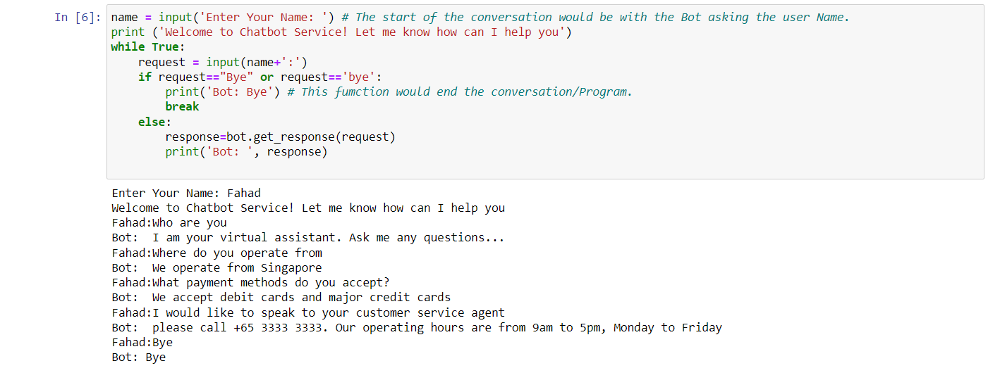 In [6]: name = input('Enter Your Name: ') # The start of the conversation would be with the Bot asking the user Name.
print ('Welcome to Chatbot Service! Let me know how can I help you')
while True:
    request = input(name+':')
    if request=="Bye" or request=='bye':
        print('Bot: Bye') # This fumction would end the conversation/Program.
        break
    else:
        response=bot.get_response(request)
        print('Bot: ', response)
Enter Your Name: Fahad
Welcome to Chatbot Service! Let me know how can I help you
Fahad:Who are you
Bot:  I am your virtual assistant. Ask me any questions...
Fahad:Where do you operate from
Bot:  We operate from Singapore
Fahad:What payment methods do you accept?
Bot:  We accept debit cards and major credit cards
Fahad:I would like to speak to your customer service agent
Bot:  please call +65 3333 3333. Our operating hours are from 9am to 5pm, Monday to Friday
Fahad:Bye
Bot: Bye